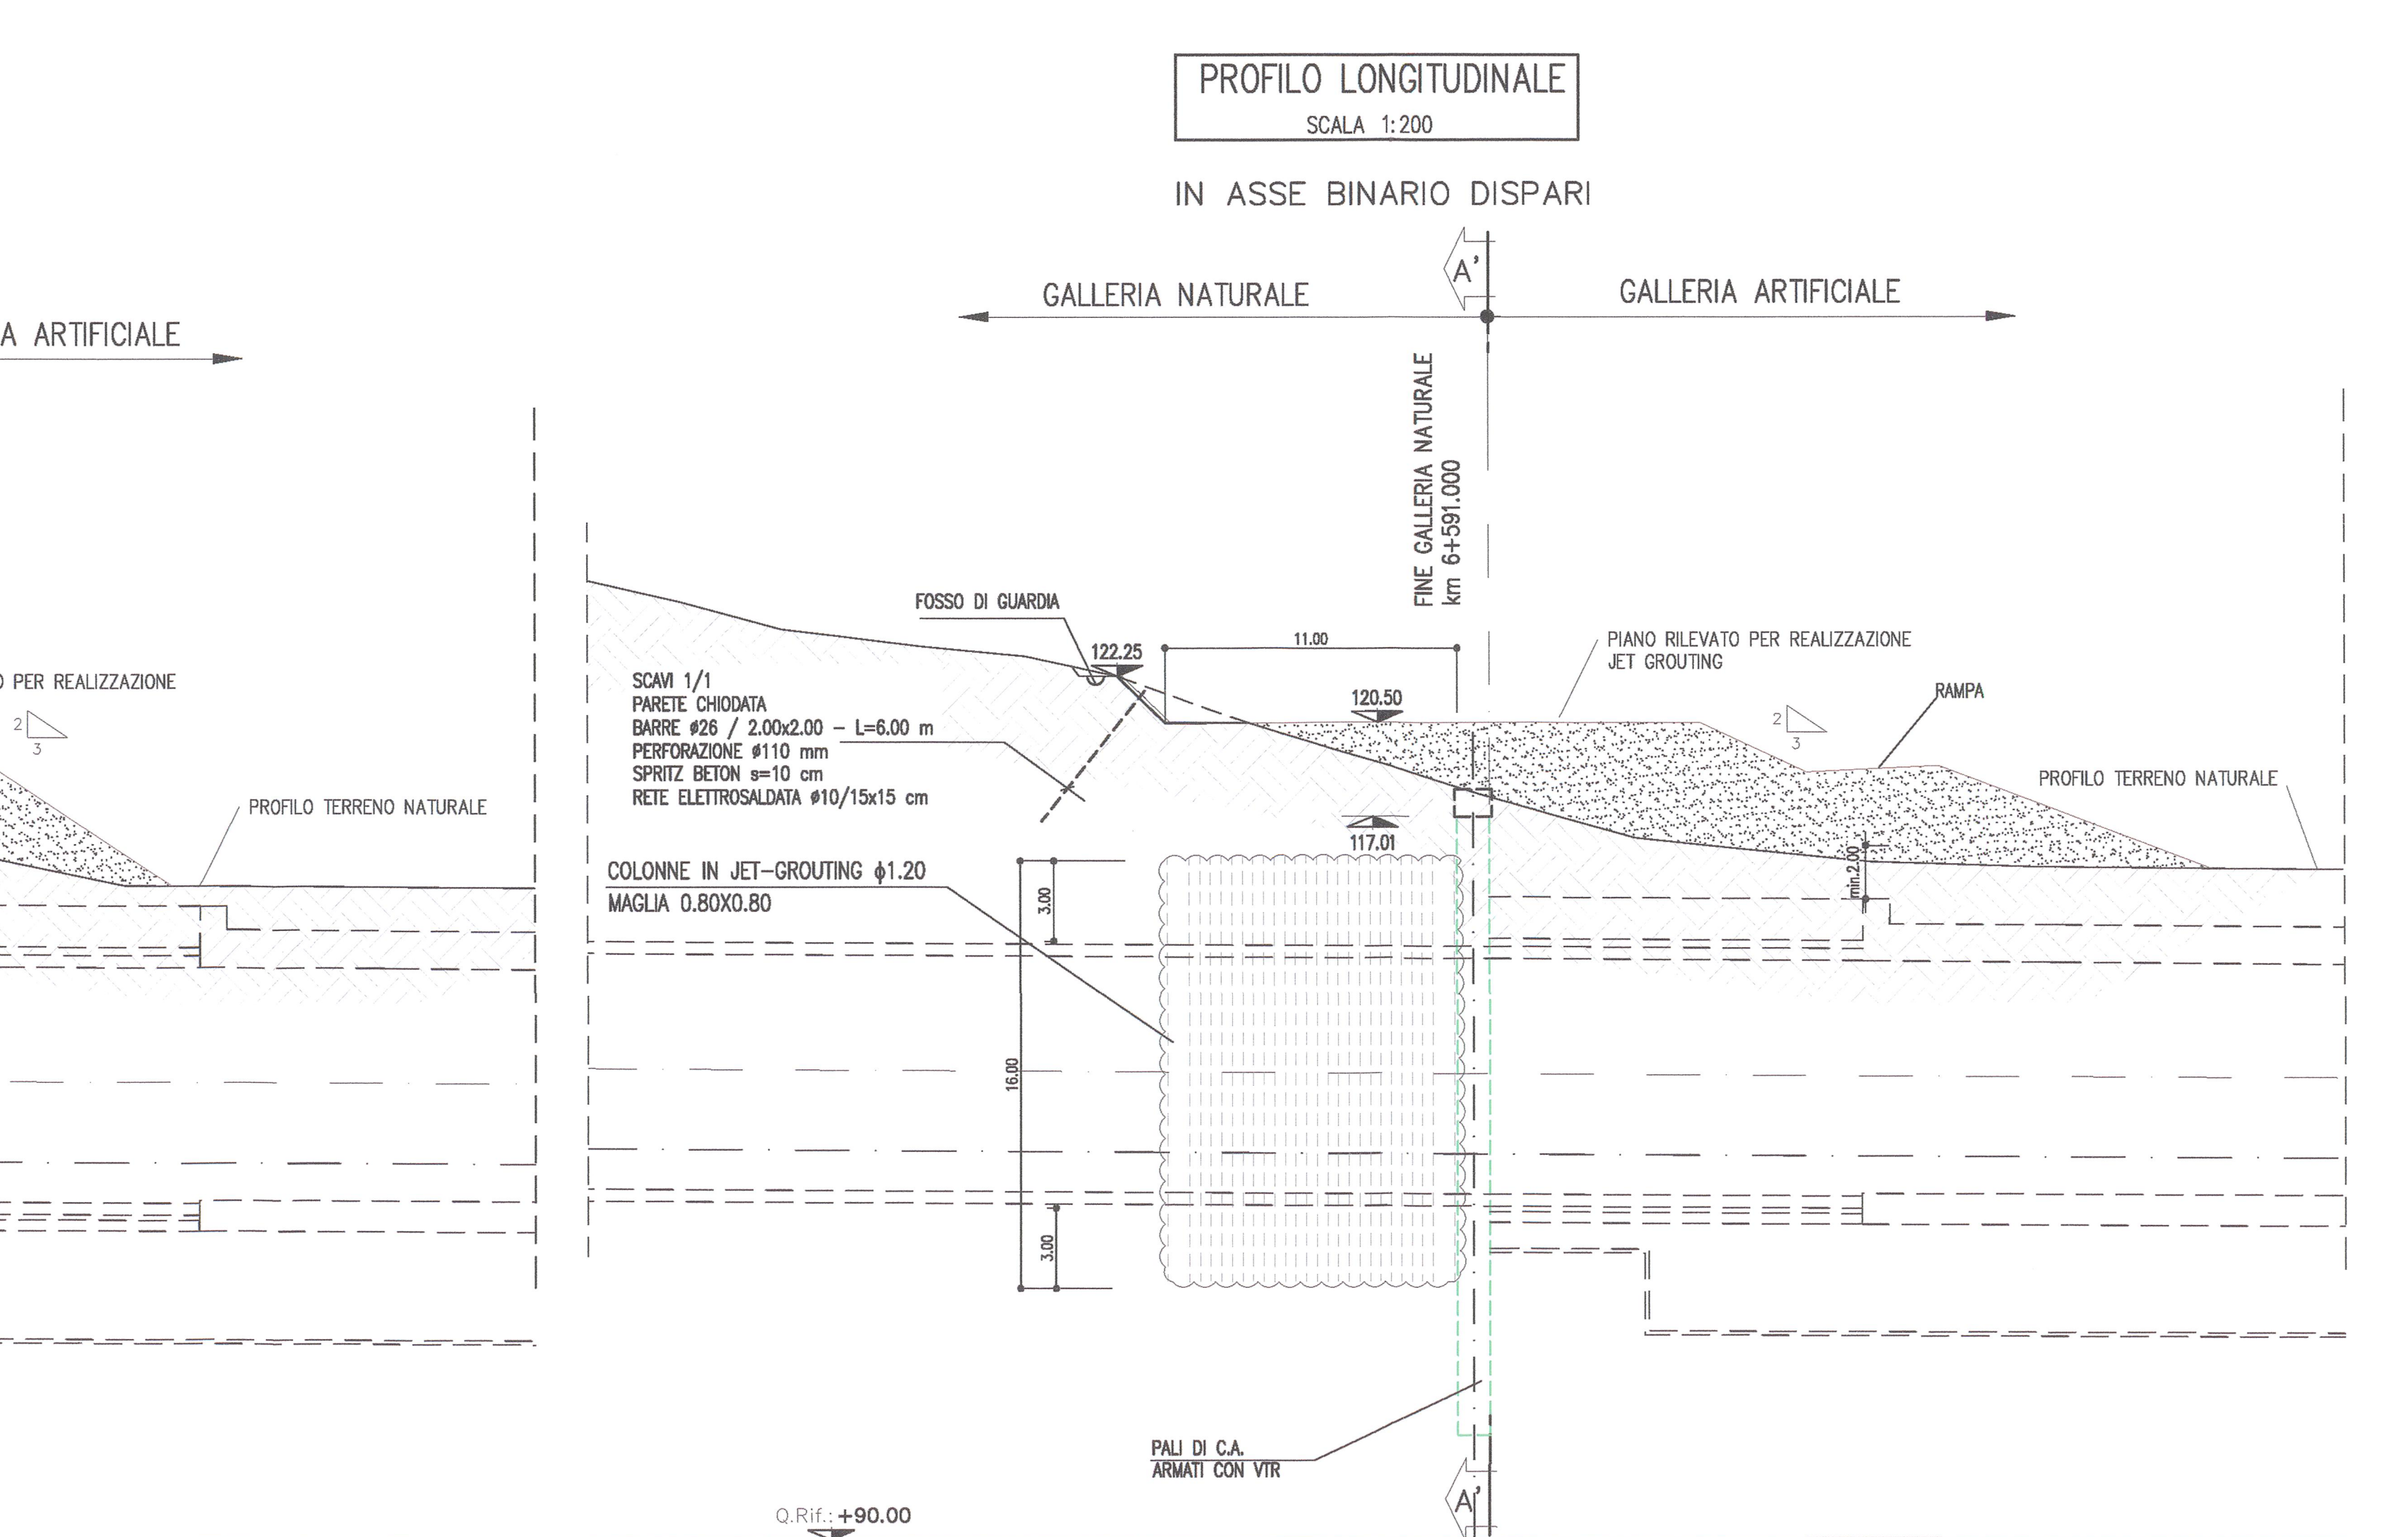 PROFILO LONGITUDINALE
SCALA 1:200
IN ASSE BINARIO DISPARI
A'
GALLERIA NATURALE
GALLERIA ARTIFICIALE
A ARTIFICIALE
FINE GALLERIA NATURALE
km 6+591.000
FOSSO DI GUARDIA
122.25
11.00
PIANO RILEVATO PER REALIZZAZIONE
JET GROUTING
120.50
RAMPA
2
3
PER REALIZZAZIONE
2
3
SCAVI 1/1
PARETE CHIODATA
BARRE ø26 / 2.00x2.00 – L=6.00 m
PERFORAZIONE ø110 mm
SPRITZ BETON s=10 cm
RETE ELETTROSALDATA ø10/15x15 cm
PROFILO TERRENO NATURALE
PROFILO TERRENO NATURALE
117.01
min.2.00
COLONNE IN JET-GROUTING ϕ1.20
MAGLIA 0.80X0.80
3.00
16.00
3.00
PALI DI C.A.
ARMATI CON VTR
A'
Q.Rif.: +90.00